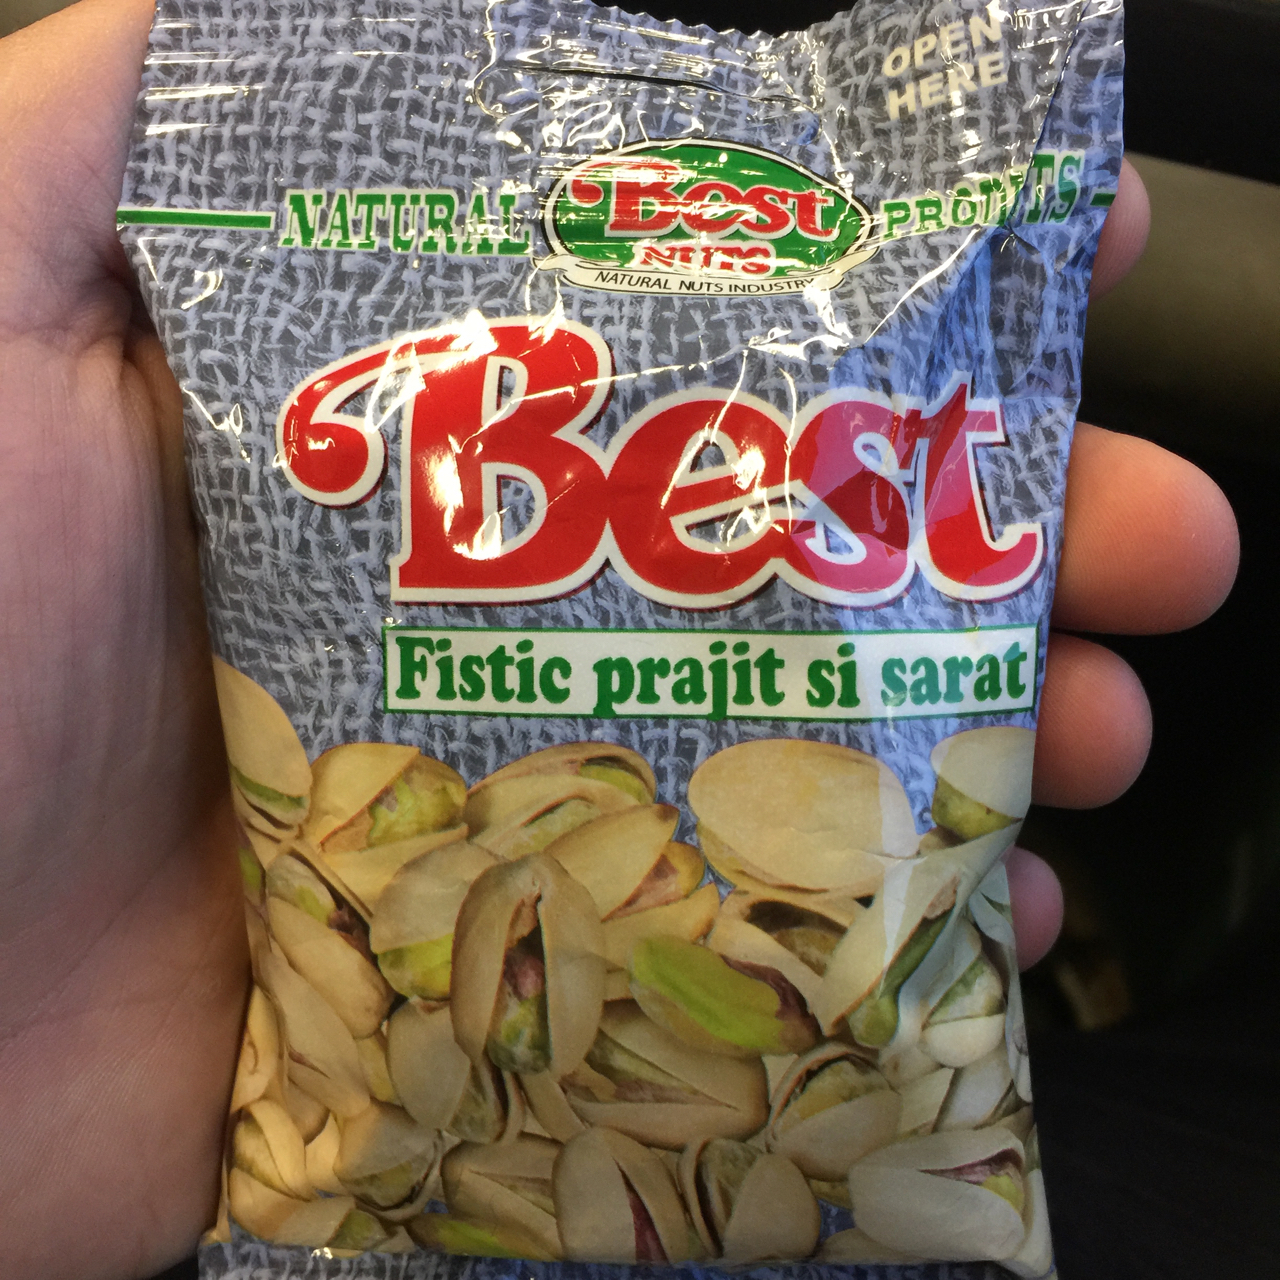 OPEN
HERE
NATURAL
Best
NUTS
NATURAL NUTS INDUSTRY
Best
Fistic prajit si sarat